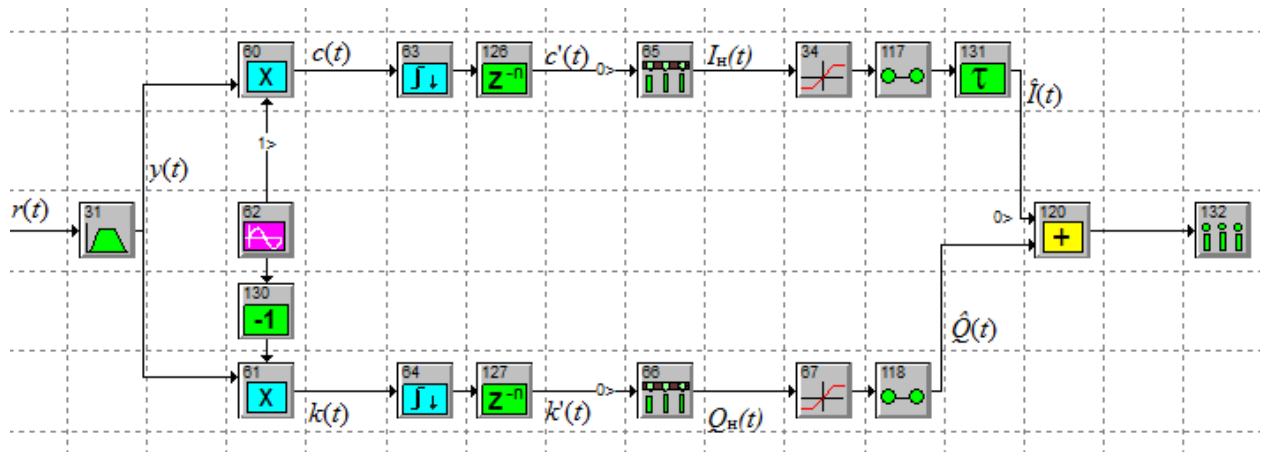 60 c(t) 63 126 c'(t) 0> 65 Iн(t) 34 117 131
X ∫↓ Z⁻ⁿ τ
Î(t)
1>
y(t)
r(t) 31 62 0> 120 132
+
130
-1
Q̂(t)
61 64 127 0> 66 67 118
X k(t) ∫↓ Z⁻ⁿ k'(t) Qн(t)